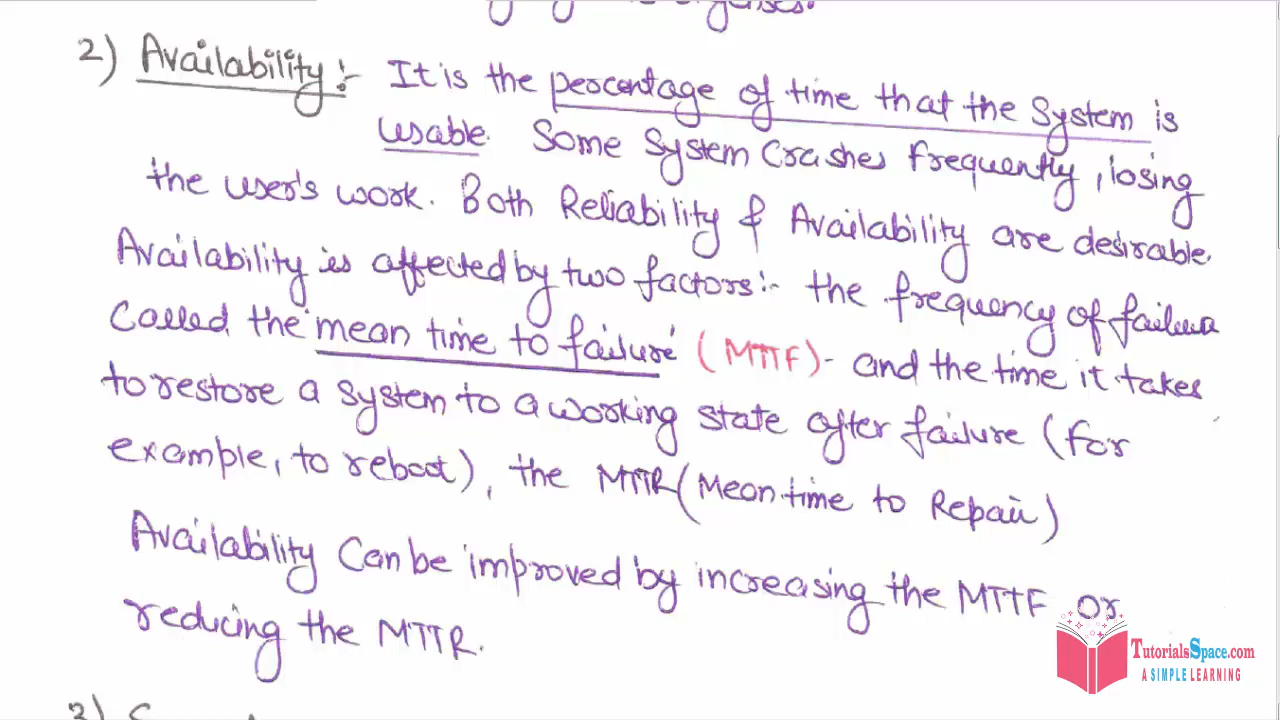 2) Availability :- It is the percentage of time that the System is
usable. Some System Crashes frequently, losing
the user's work. Both Reliability & Availability are desirable.
Availability is affected by two factors:- the frequency of failure
Called the 'mean time to failure' (MTTF) - and the time it takes
to restore a system to a working state after failure (for
example, to reboot), the MTTR (Mean time to Repair)
Availability Can be improved by increasing the MTTF or
reducing the MTTR.
TutorialsSpace.com
A SIMPLE LEARNING
3)